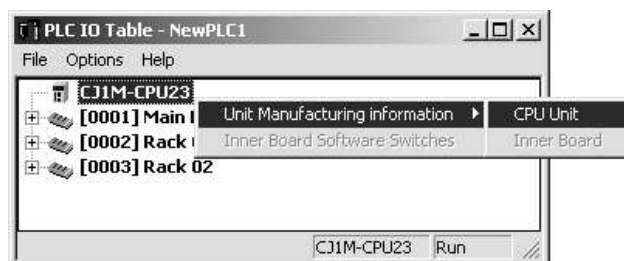 PLC IO Table - NewPLC1
File Options Help
CJ1M-CPU23
[0001] Main
Unit Manufacturing information
CPU Unit
[0002] Rack
Inner Board Software Switches
Inner Board
[0003] Rack 02
CJ1M-CPU23 Run